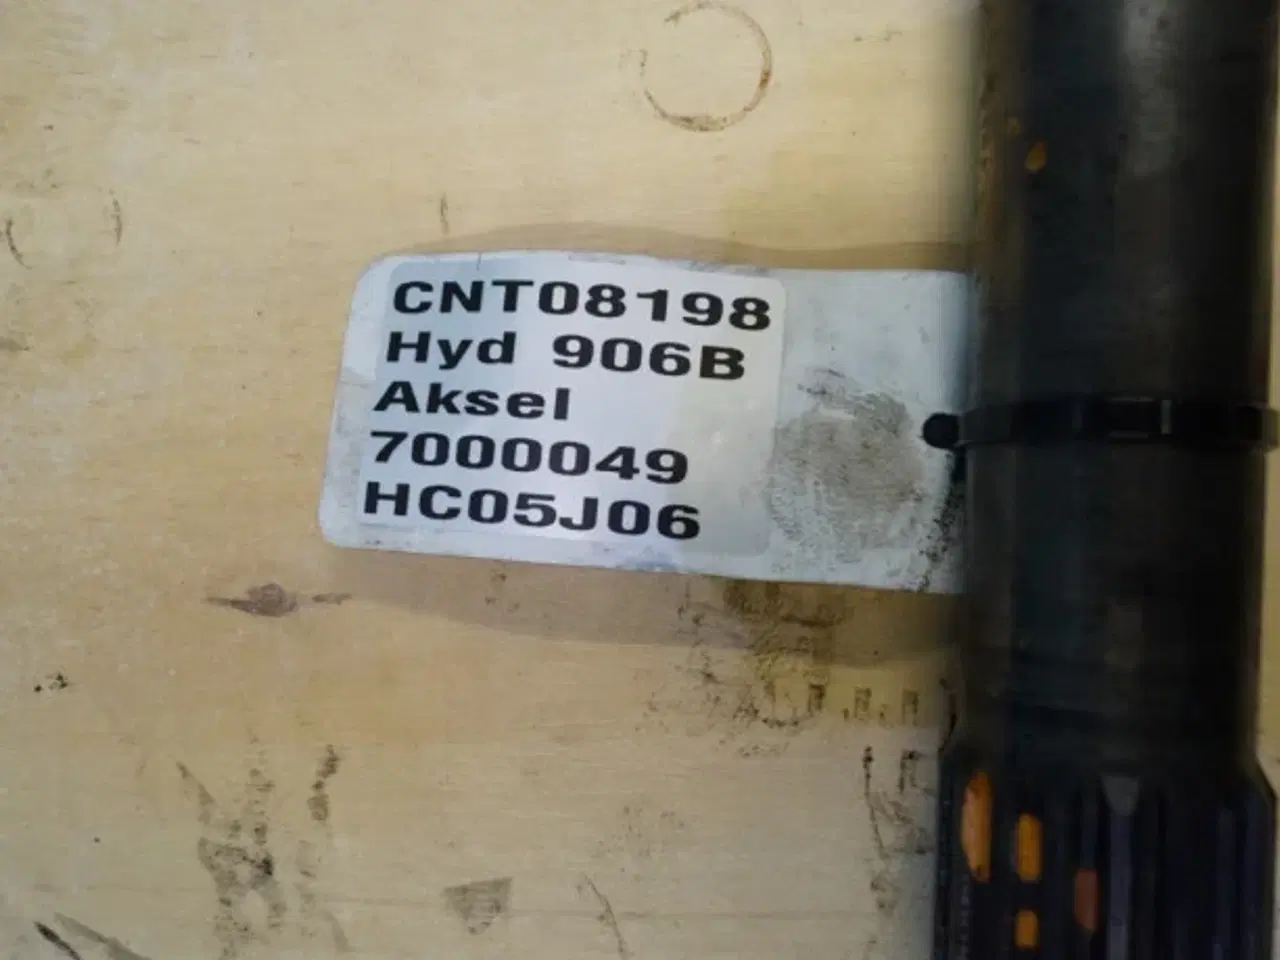 CNT08198
Hyd 906B
Aksel
7000049
HC05J06